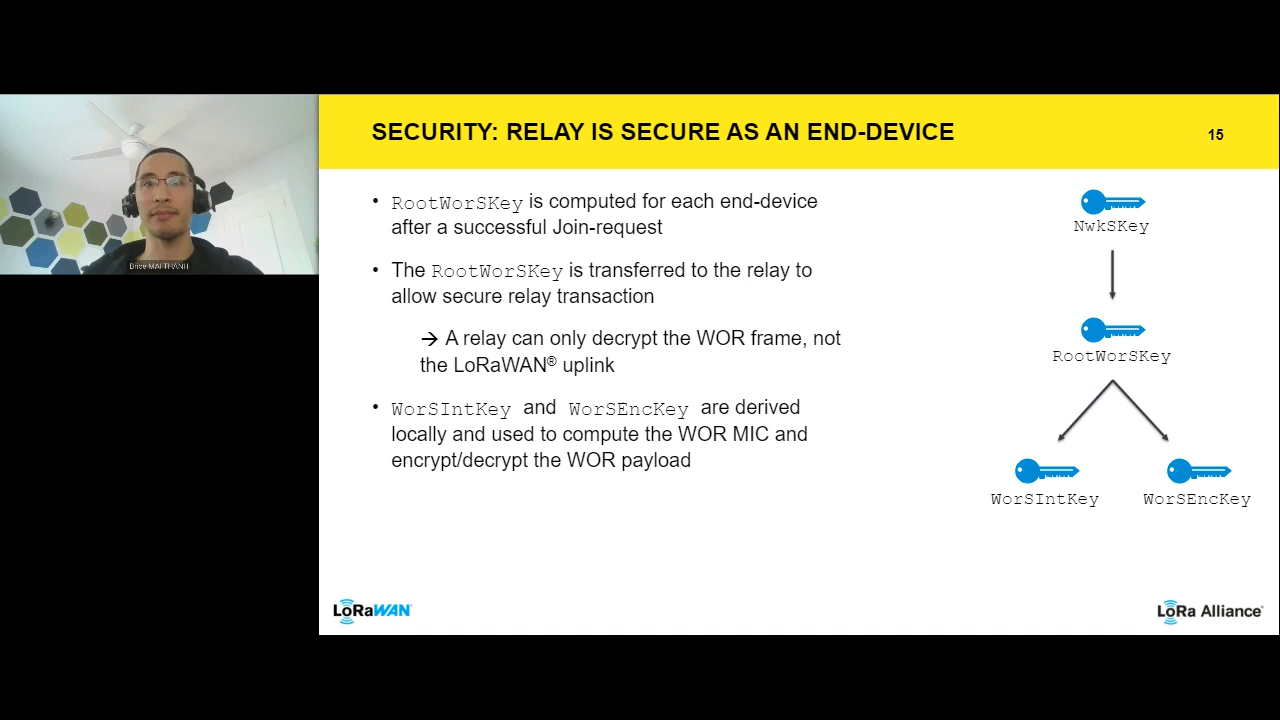 SECURITY: RELAY IS SECURE AS AN END-DEVICE
15
• RootWorSKey is computed for each end-device
after a successful Join-request
• The RootWorSKey is transferred to the relay to
allow secure relay transaction
→ A relay can only decrypt the WOR frame, not
the LoRaWAN® uplink
• WorSIntKey and WorSEncKey are derived
locally and used to compute the WOR MIC and
encrypt/decrypt the WOR payload
NwkSKey
RootWorSKey
WorSIntKey
WorSEncKey
Brice MAI THANH
LoRaWAN
LoRa Alliance